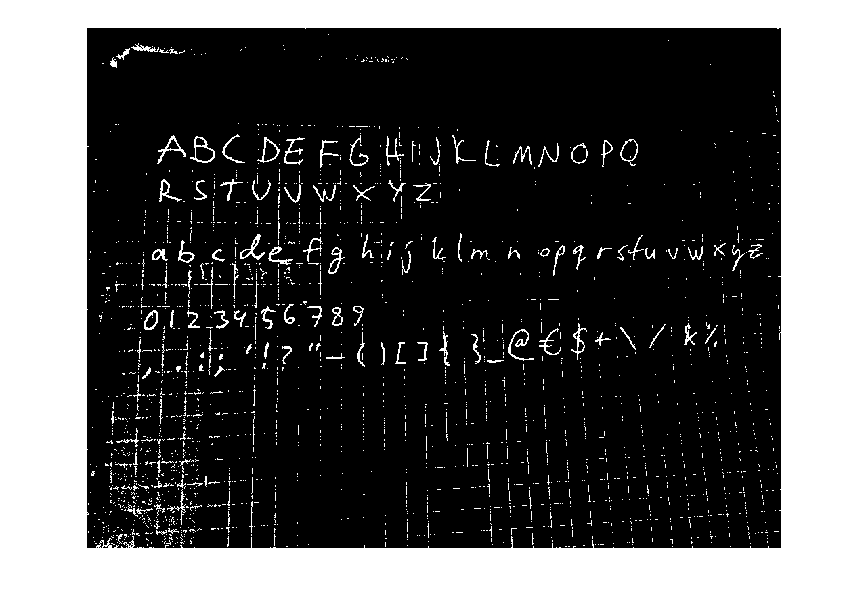 ABCDEFGHIJKLMNOPQ
RSTUVWXYZ
abcdefghijklmnopqrstuvwxyz
0123456789
,.:;'!?"-()[]{}_@€$+\/&%